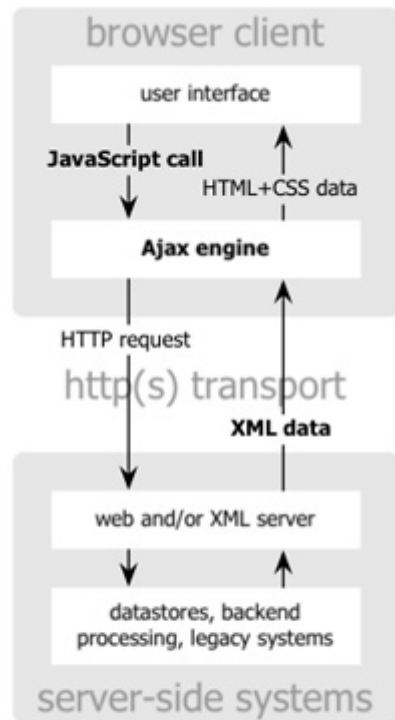 browser client
user interface
JavaScript call
HTML+CSS data
Ajax engine
HTTP request
http(s) transport
XML data
web and/or XML server
datastores, backend
processing, legacy systems
server-side systems